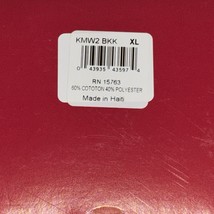 KMW2 BKK XL
0 43935 43597 4
RN 15763
60% COTOTON 40% POLYESTER
Made in Haiti